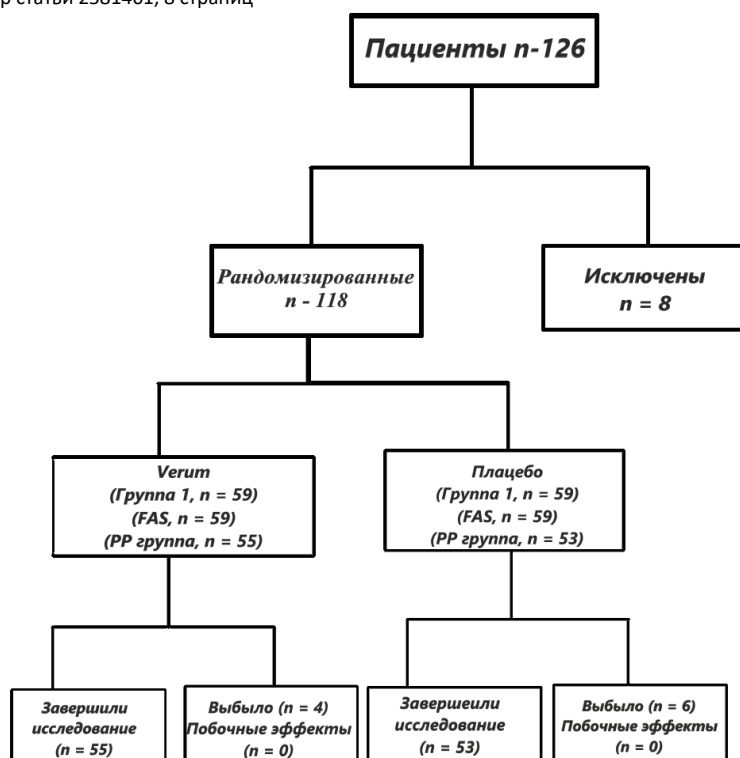 р статьи 2581401, 8 страниц
Пациенты n-126
Рандомизированные
n - 118
Исключены
n = 8
Verum
(Группа 1, n = 59)
(FAS, n = 59)
(PP группа, n = 55)
Плацебо
(Группа 1, n = 59)
(FAS, n = 59)
(PP группа, n = 53)
Завершили
исследование
(n = 55)
Выбыло (n = 4)
Побочные эффекты
(n = 0)
Завершеили
исследование
(n = 53)
Выбыло (n = 6)
Побочные эффекты
(n = 0)